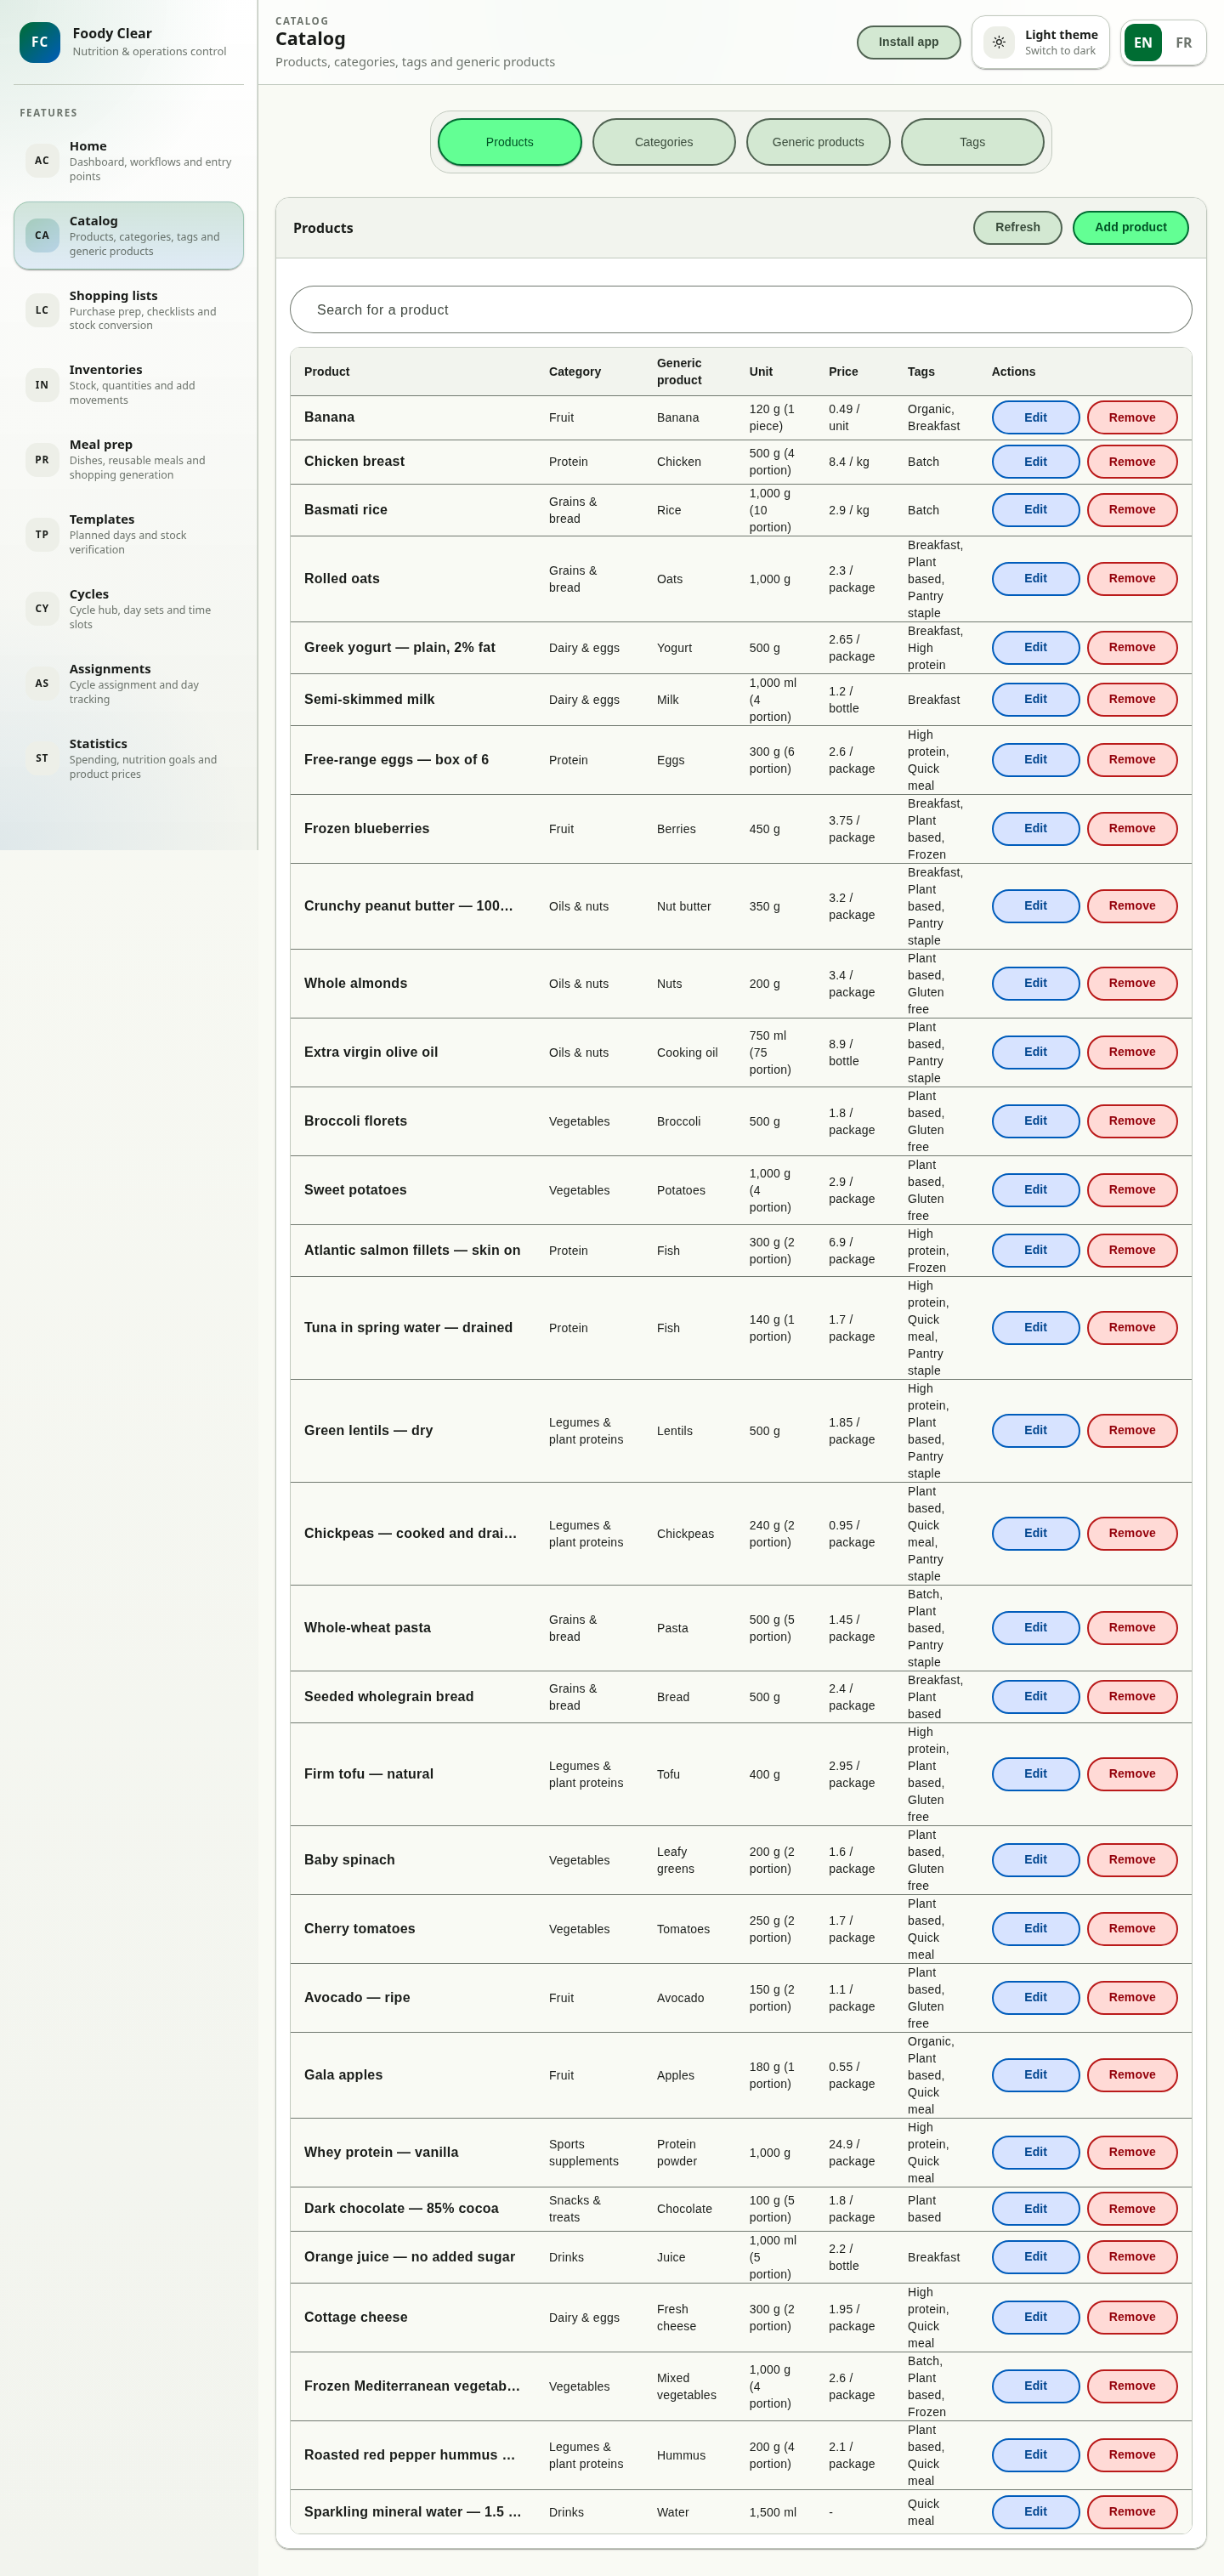 FC
Foody Clear
Nutrition & operations control
FEATURES
AC
Home
Dashboard, workflows and entry
points
CA
Catalog
Products, categories, tags and
generic products
LC
Shopping lists
Purchase prep, checklists and
stock conversion
IN
Inventories
Stock, quantities and add
movements
PR
Meal prep
Dishes, reusable meals and
shopping generation
TP
Templates
Planned days and stock
verification
CY
Cycles
Cycle hub, day sets and time
slots
AS
Assignments
Cycle assignment and day
tracking
ST
Statistics
Spending, nutrition goals and
product prices
CATALOG
Catalog
Products, categories, tags and generic products
Install app
Light theme
Switch to dark
EN FR
Products Categories Generic products Tags
Products
Refresh Add product
Search for a product
Product Category Generic product Unit Price Tags Actions
Banana Fruit Banana 120 g (1 piece) 0.49 / unit Organic, Breakfast Edit Remove
Chicken breast Protein Chicken 500 g (4 portion) 8.4 / kg Batch Edit Remove
Basmati rice Grains & bread Rice 1,000 g (10 portion) 2.9 / kg Batch Edit Remove
Rolled oats Grains & bread Oats 1,000 g 2.3 / package Breakfast, Plant based, Pantry staple Edit Remove
Greek yogurt — plain, 2% fat Dairy & eggs Yogurt 500 g 2.65 / package Breakfast, High protein Edit Remove
Semi-skimmed milk Dairy & eggs Milk 1,000 ml (4 portion) 1.2 / bottle Breakfast Edit Remove
Free-range eggs — box of 6 Protein Eggs 300 g (6 portion) 2.6 / package High protein, Quick meal Edit Remove
Frozen blueberries Fruit Berries 450 g 3.75 / package Breakfast, Plant based, Frozen Edit Remove
Crunchy peanut butter — 100… Oils & nuts Nut butter 350 g 3.2 / package Breakfast, Plant based, Pantry staple Edit Remove
Whole almonds Oils & nuts Nuts 200 g 3.4 / package Plant based, Gluten free Edit Remove
Extra virgin olive oil Oils & nuts Cooking oil 750 ml (75 portion) 8.9 / bottle Plant based, Pantry staple Edit Remove
Broccoli florets Vegetables Broccoli 500 g 1.8 / package Plant based, Gluten free Edit Remove
Sweet potatoes Vegetables Potatoes 1,000 g (4 portion) 2.9 / package Plant based, Gluten free Edit Remove
Atlantic salmon fillets — skin on Protein Fish 300 g (2 portion) 6.9 / package High protein, Frozen Edit Remove
Tuna in spring water — drained Protein Fish 140 g (1 portion) 1.7 / package High protein, Quick meal, Pantry staple Edit Remove
Green lentils — dry Legumes & plant proteins Lentils 500 g 1.85 / package High protein, Plant based, Pantry staple Edit Remove
Chickpeas — cooked and drai… Legumes & plant proteins Chickpeas 240 g (2 portion) 0.95 / package Plant based, Quick meal, Pantry staple Edit Remove
Whole-wheat pasta Grains & bread Pasta 500 g (5 portion) 1.45 / package Batch, Plant based, Pantry staple Edit Remove
Seeded wholegrain bread Grains & bread Bread 500 g 2.4 / package Breakfast, Plant based Edit Remove
Firm tofu — natural Legumes & plant proteins Tofu 400 g 2.95 / package High protein, Plant based, Gluten free Edit Remove
Baby spinach Vegetables Leafy greens 200 g (2 portion) 1.6 / package Plant based, Gluten free Edit Remove
Cherry tomatoes Vegetables Tomatoes 250 g (2 portion) 1.7 / package Plant based, Quick meal Edit Remove
Avocado — ripe Fruit Avocado 150 g (2 portion) 1.1 / package Plant based, Gluten free Edit Remove
Gala apples Fruit Apples 180 g (1 portion) 0.55 / package Organic, Plant based, Quick meal Edit Remove
Whey protein — vanilla Sports supplements Protein powder 1,000 g 24.9 / package High protein, Quick meal Edit Remove
Dark chocolate — 85% cocoa Snacks & treats Chocolate 100 g (5 portion) 1.8 / package Plant based Edit Remove
Orange juice — no added sugar Drinks Juice 1,000 ml (5 portion) 2.2 / bottle Breakfast Edit Remove
Cottage cheese Dairy & eggs Fresh cheese 300 g (2 portion) 1.95 / package High protein, Quick meal Edit Remove
Frozen Mediterranean vegetab… Vegetables Mixed vegetables 1,000 g (4 portion) 2.6 / package Batch, Plant based, Frozen Edit Remove
Roasted red pepper hummus … Legumes & plant proteins Hummus 200 g (4 portion) 2.1 / package Plant based, Quick meal Edit Remove
Sparkling mineral water — 1.5 … Drinks Water 1,500 ml - Quick meal Edit Remove